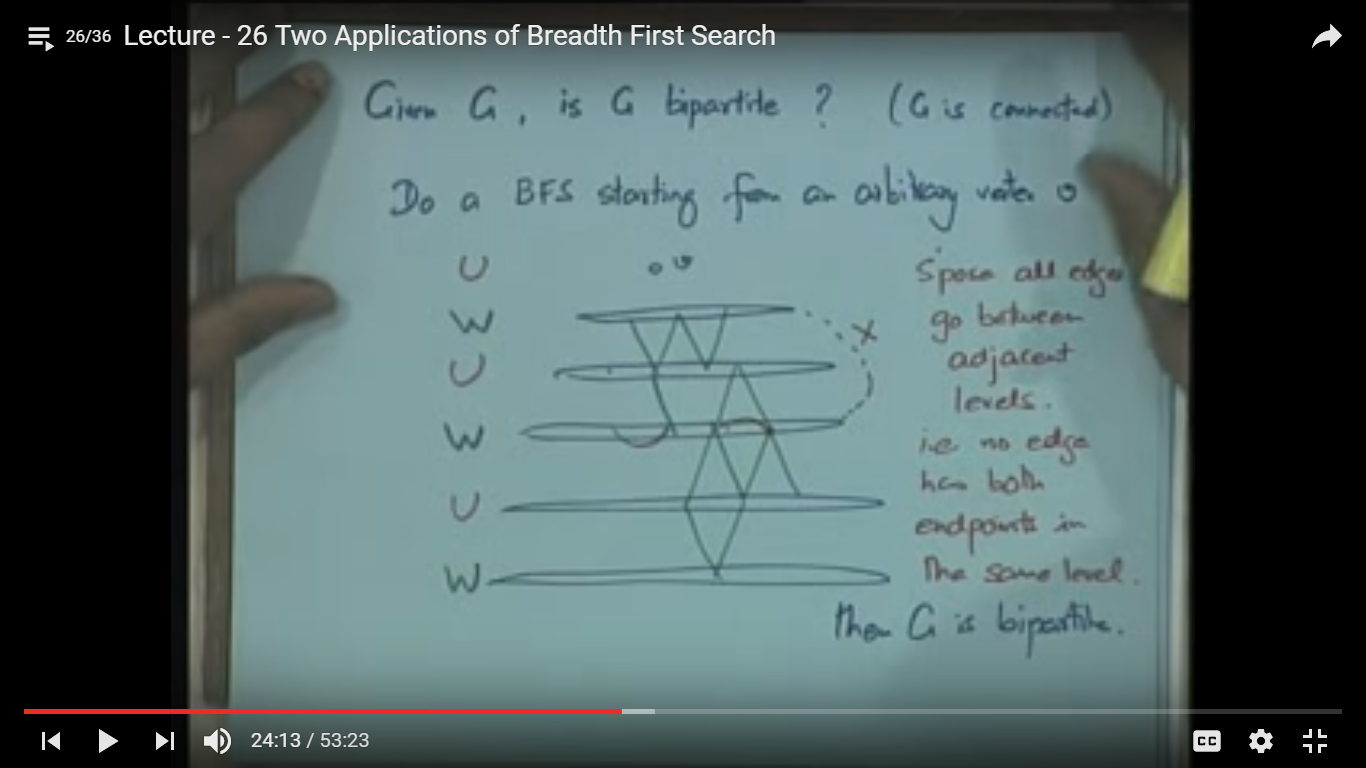 26/36 Lecture - 26 Two Applications of Breadth First Search
Given G, is G bipartite ? (G is connected)
Do a BFS starting from an arbitrary vertex v
U
v
W
U
W
U
W
x
S'pose all edges
go between
adjacent
levels.
i.e no edge
has both
endpoints in
the same level.
then G is bipartite.
24:13 / 53:23
CC